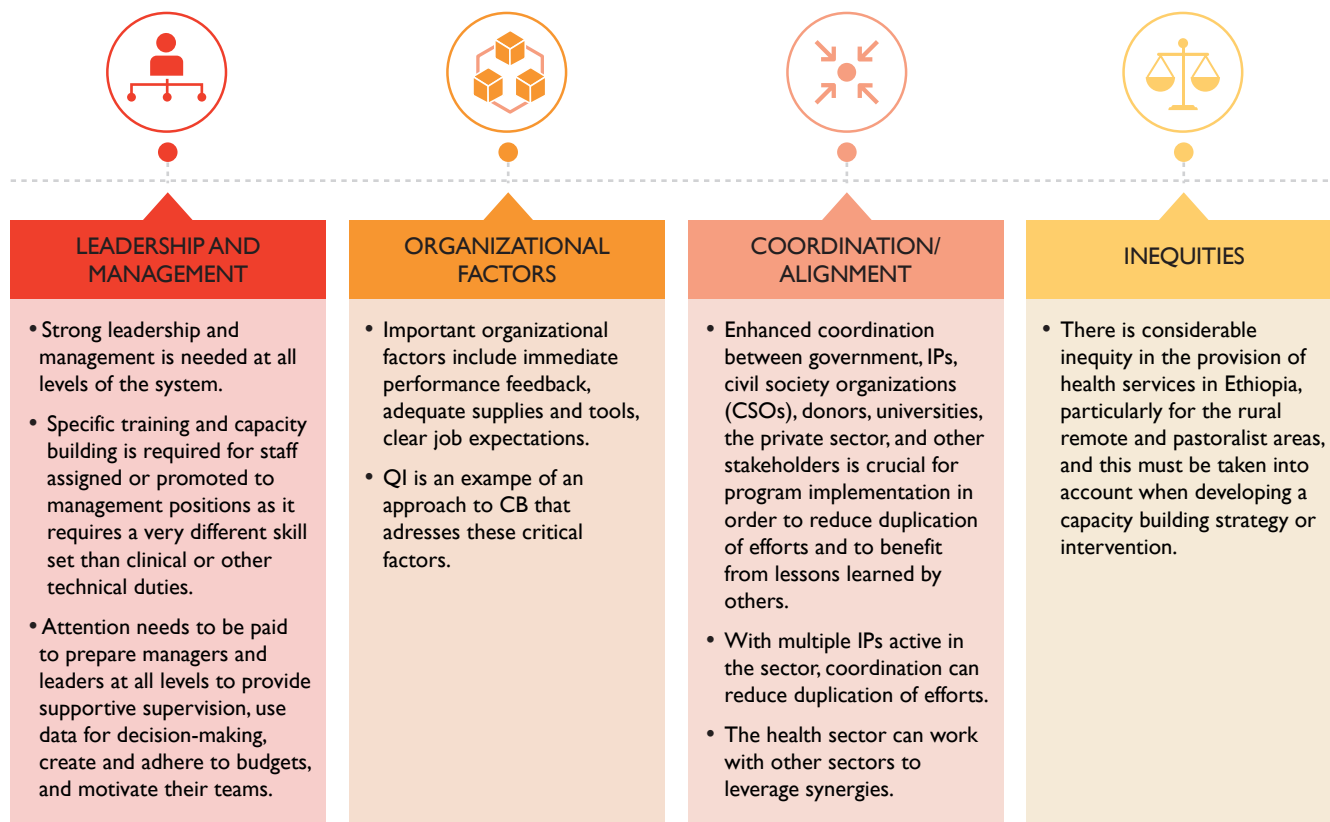 LEADERSHIP AND
MANAGEMENT
• Strong leadership and
management is needed at all
levels of the system.
• Specific training and capacity
building is required for staff
assigned or promoted to
management positions as it
requires a very different skill
set than clinical or other
technical duties.
• Attention needs to be paid
to prepare managers and
leaders at all levels to provide
supportive supervision, use
data for decision-making,
create and adhere to budgets,
and motivate their teams.
ORGANIZATIONAL
FACTORS
• Important organizational
factors include immediate
performance feedback,
adequate supplies and tools,
clear job expectations.
• QI is an exampe of an
approach to CB that
adresses these critical
factors.
COORDINATION/
ALIGNMENT
• Enhanced coordination
between government, IPs,
civil society organizations
(CSOs), donors, universities,
the private sector, and other
stakeholders is crucial for
program implementation in
order to reduce duplication
of efforts and to benefit
from lessons learned by
others.
• With multiple IPs active in
the sector, coordination can
reduce duplication of efforts.
• The health sector can work
with other sectors to
leverage synergies.
INEQUITIES
• There is considerable
inequity in the provision of
health services in Ethiopia,
particularly for the rural
remote and pastoralist areas,
and this must be taken into
account when developing a
capacity building strategy or
intervention.